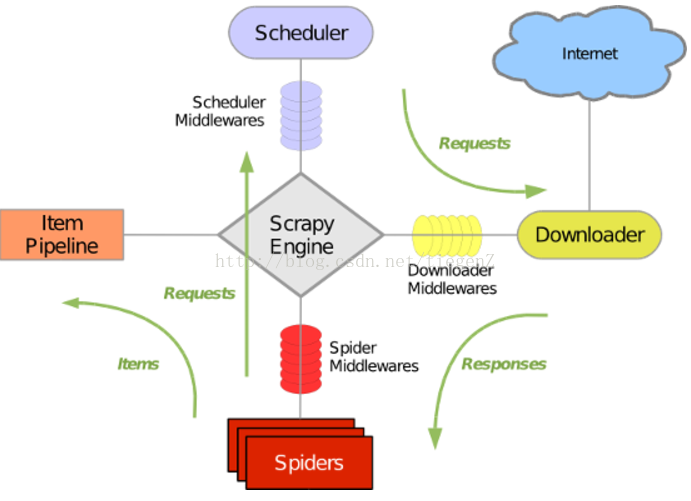 Scheduler
Internet
Scheduler
Middlewares
Requests
Item
Pipeline
Scrapy
Engine
Downloader
http://blog.csdn.net/tiegenZ
Downloader
Middlewares
Requests
Spider
Middlewares
Items
Responses
Spiders